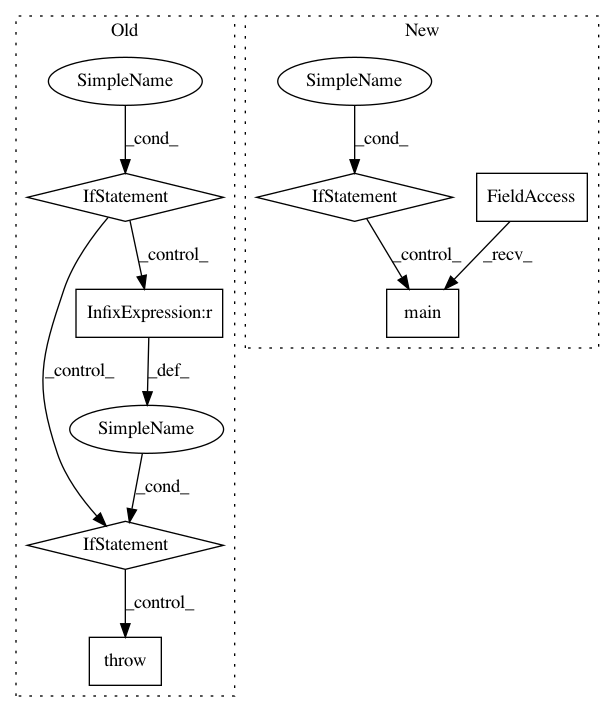 Old
SimpleName
_cond_
IfStatement
_control_
InfixExpression:r
_control_
_def_
SimpleName
_cond_
IfStatement
_control_
throw
New
SimpleName
_cond_
IfStatement
FieldAccess
_control_
_recv_
main